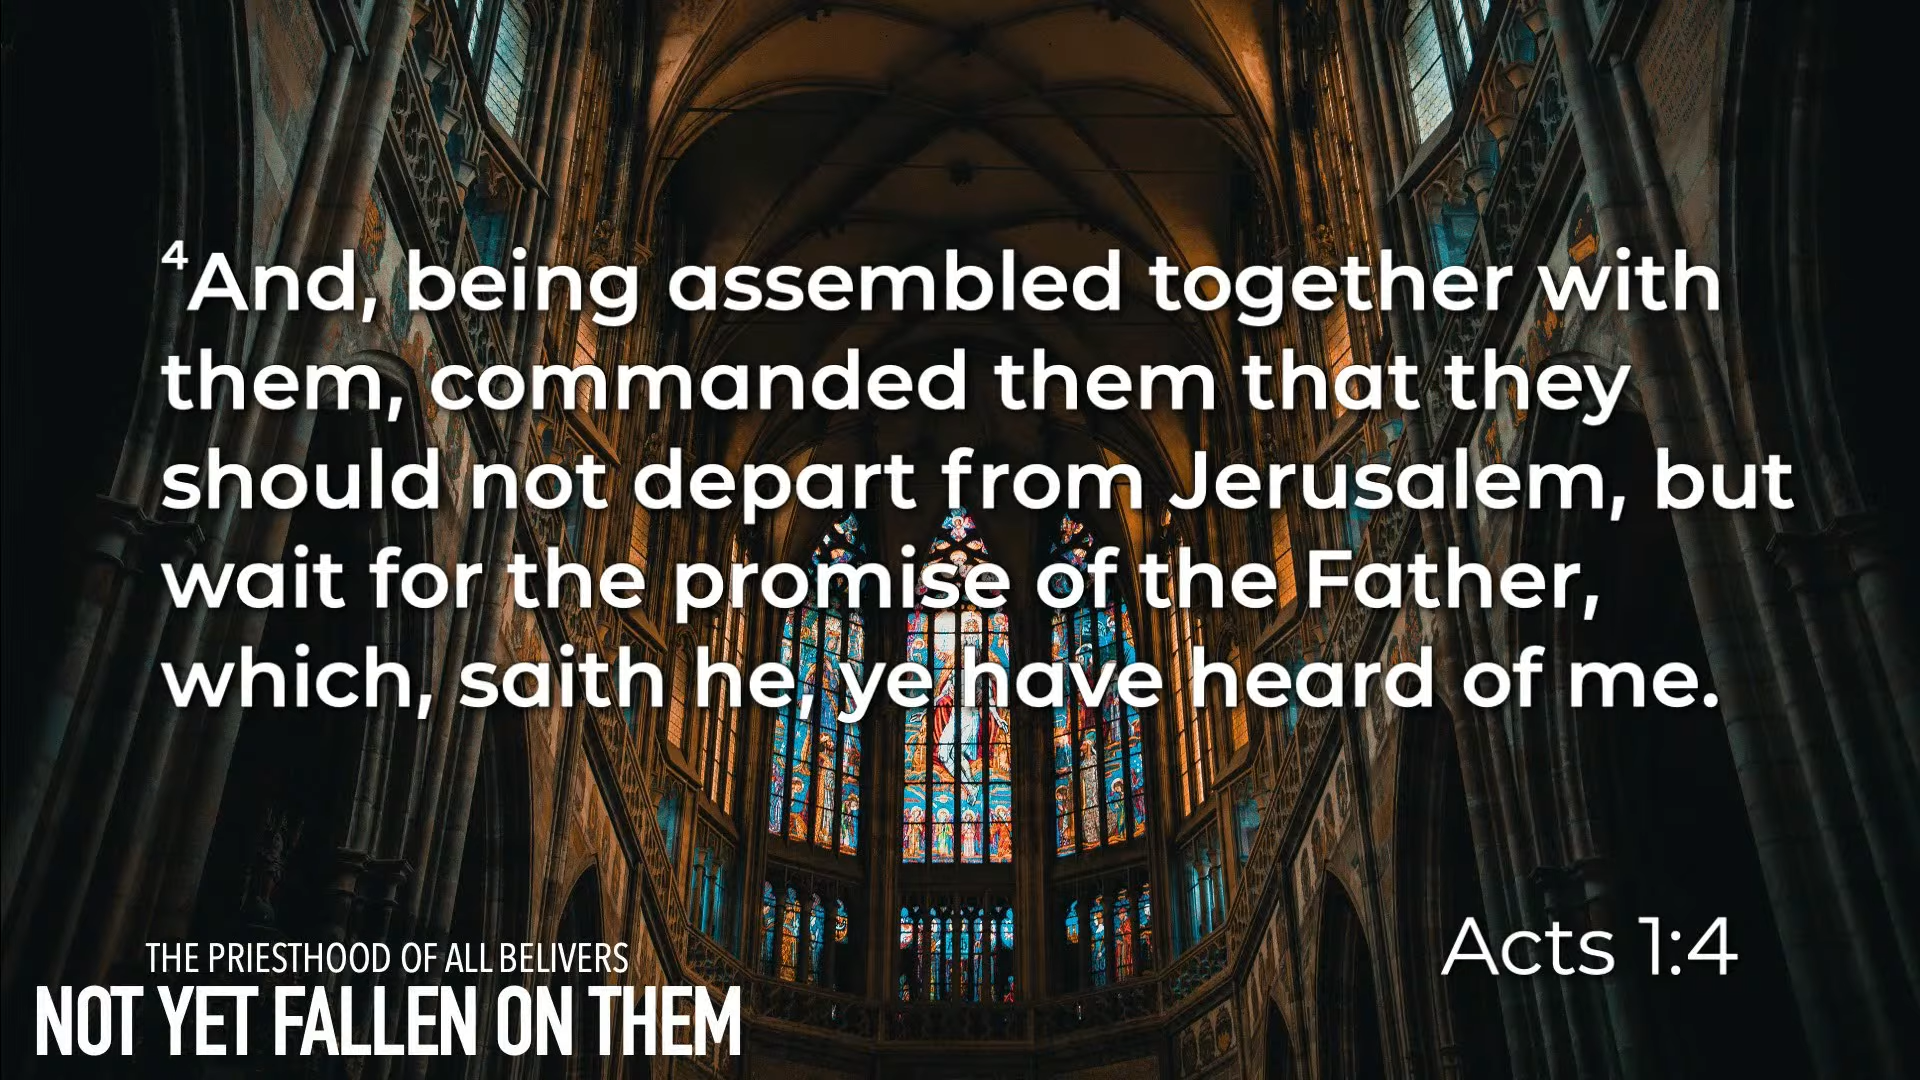 ⁴And, being assembled together with
them, commanded them that they
should not depart from Jerusalem, but
wait for the promise of the Father,
which, saith he, ye have heard of me.
Acts 1:4
THE PRIESTHOOD OF ALL BELIVERS
NOT YET FALLEN ON THEM